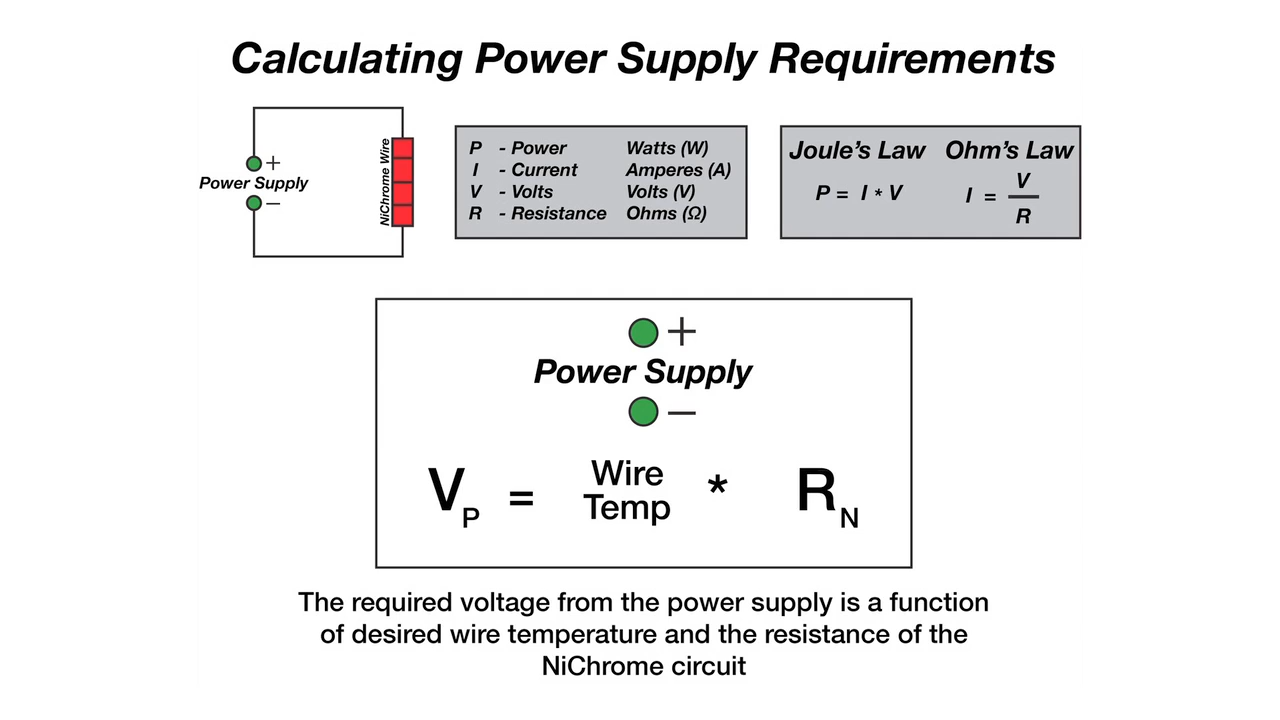 Calculating Power Supply Requirements
+
Power Supply
–
NiChrome Wire
P - Power Watts (W)
I - Current Amperes (A)
V - Volts Volts (V)
R - Resistance Ohms (Ω)
Joule's Law Ohm's Law
P = I * V I = V / R
+
Power Supply
–
V_P = Wire Temp * R_N
The required voltage from the power supply is a function
of desired wire temperature and the resistance of the
NiChrome circuit